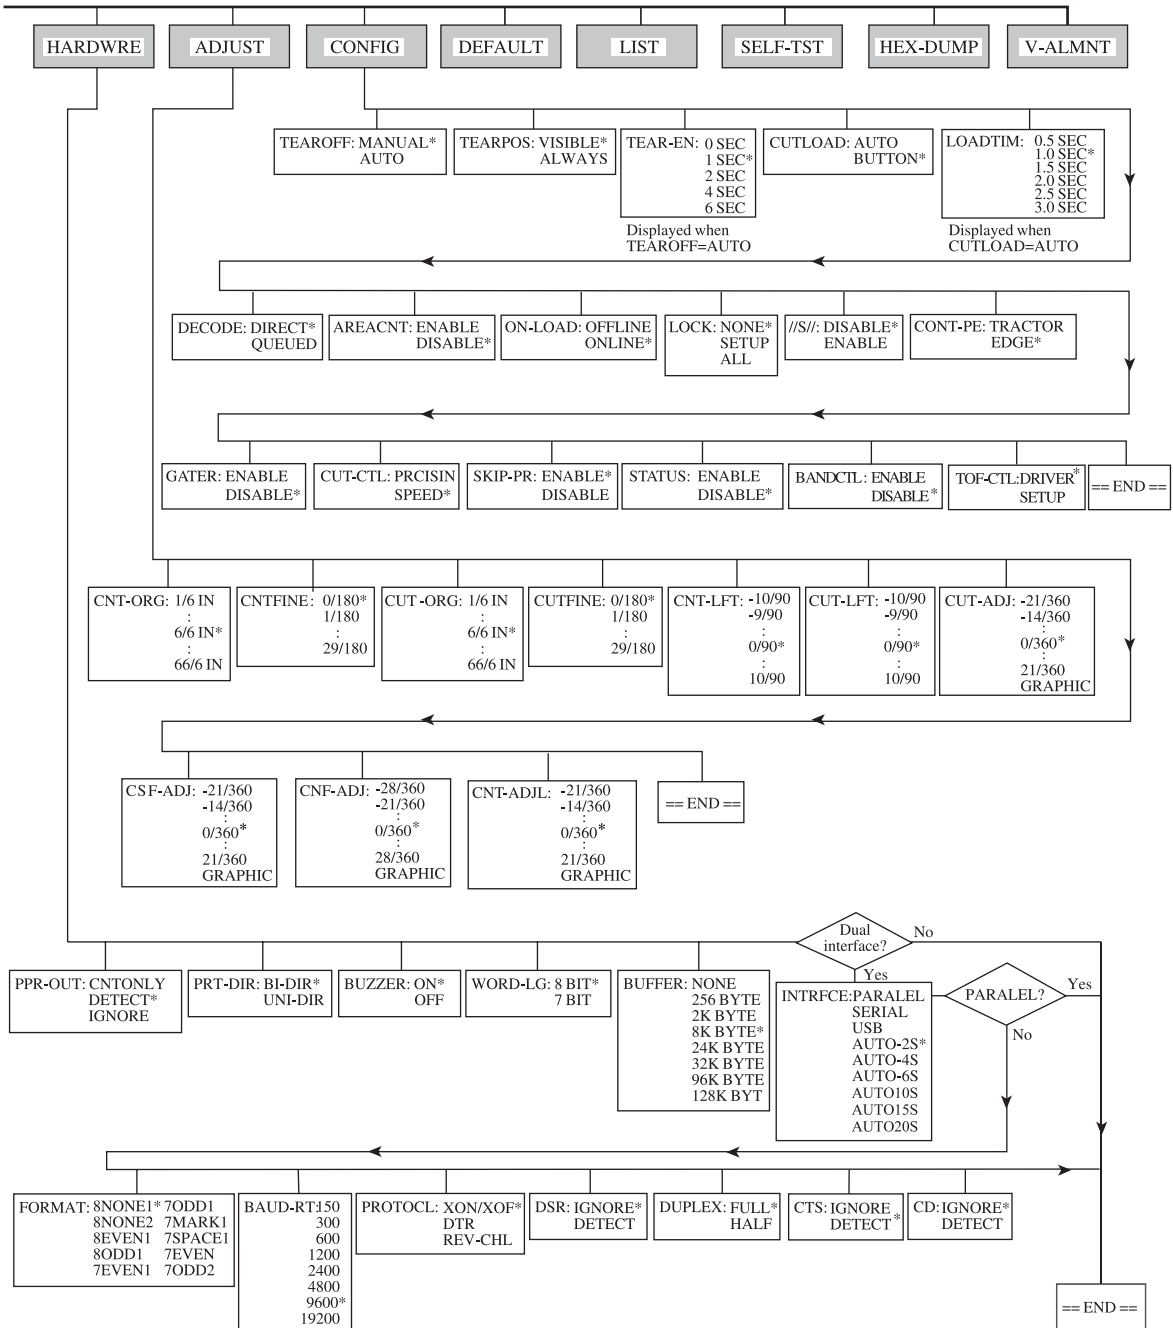 HARDWRE ADJUST CONFIG DEFAULT LIST SELF-TST HEX-DUMP V-ALMNT
TEAROFF: MANUAL*
AUTO
TEARPOS: VISIBLE*
ALWAYS
TEAR-EN: 0 SEC
1 SEC*
2 SEC
4 SEC
6 SEC
Displayed when
TEAROFF=AUTO
CUTLOAD: AUTO
BUTTON*
LOADTIM: 0.5 SEC
1.0 SEC*
1.5 SEC
2.0 SEC
2.5 SEC
3.0 SEC
Displayed when
CUTLOAD=AUTO
DECODE: DIRECT*
QUEUED
AREACNT: ENABLE
DISABLE*
ON-LOAD: OFFLINE
ONLINE*
LOCK: NONE*
SETUP
ALL
//S//: DISABLE*
ENABLE
CONT-PE: TRACTOR
EDGE*
GATER: ENABLE
DISABLE*
CUT-CTL: PRCISIN
SPEED*
SKIP-PR: ENABLE*
DISABLE
STATUS: ENABLE
DISABLE*
BANDCTL: ENABLE
DISABLE*
TOF-CTL:DRIVER*
SETUP
== END ==
CNT-ORG: 1/6 IN
:
6/6 IN*
:
66/6 IN
CNTFINE: 0/180*
1/180
:
29/180
CUT-ORG: 1/6 IN
:
6/6 IN*
:
66/6 IN
CUTFINE: 0/180*
1/180
:
29/180
CNT-LFT: -10/90
-9/90
:
0/90*
:
10/90
CUT-LFT: -10/90
-9/90
:
0/90*
:
10/90
CUT-ADJ: -21/360
-14/360
:
0/360*
:
21/360
GRAPHIC
CSF-ADJ: -21/360
-14/360
:
0/360*
:
21/360
GRAPHIC
CNF-ADJ: -28/360
-21/360
:
0/360*
:
28/360
GRAPHIC
CNT-ADJL: -21/360
-14/360
:
0/360*
:
21/360
GRAPHIC
== END ==
Dual
interface?
No
Yes
PPR-OUT: CNTONLY
DETECT*
IGNORE
PRT-DIR: BI-DIR*
UNI-DIR
BUZZER: ON*
OFF
WORD-LG: 8 BIT*
7 BIT
BUFFER: NONE
256 BYTE
2K BYTE
8K BYTE*
24K BYTE
32K BYTE
96K BYTE
128K BYT
INTRFCE:PARALEL
SERIAL
USB
AUTO-2S*
AUTO-4S
AUTO-6S
AUTO10S
AUTO15S
AUTO20S
PARALEL?
Yes
No
FORMAT: 8NONE1* 7ODD1
8NONE2 7MARK1
8EVEN1 7SPACE1
8ODD1 7EVEN
7EVEN1 7ODD2
BAUD-RT:150
300
600
1200
2400
4800
9600*
19200
PROTOCL: XON/XOF*
DTR
REV-CHL
DSR: IGNORE*
DETECT
DUPLEX: FULL*
HALF
CTS: IGNORE
DETECT*
CD: IGNORE*
DETECT
== END ==